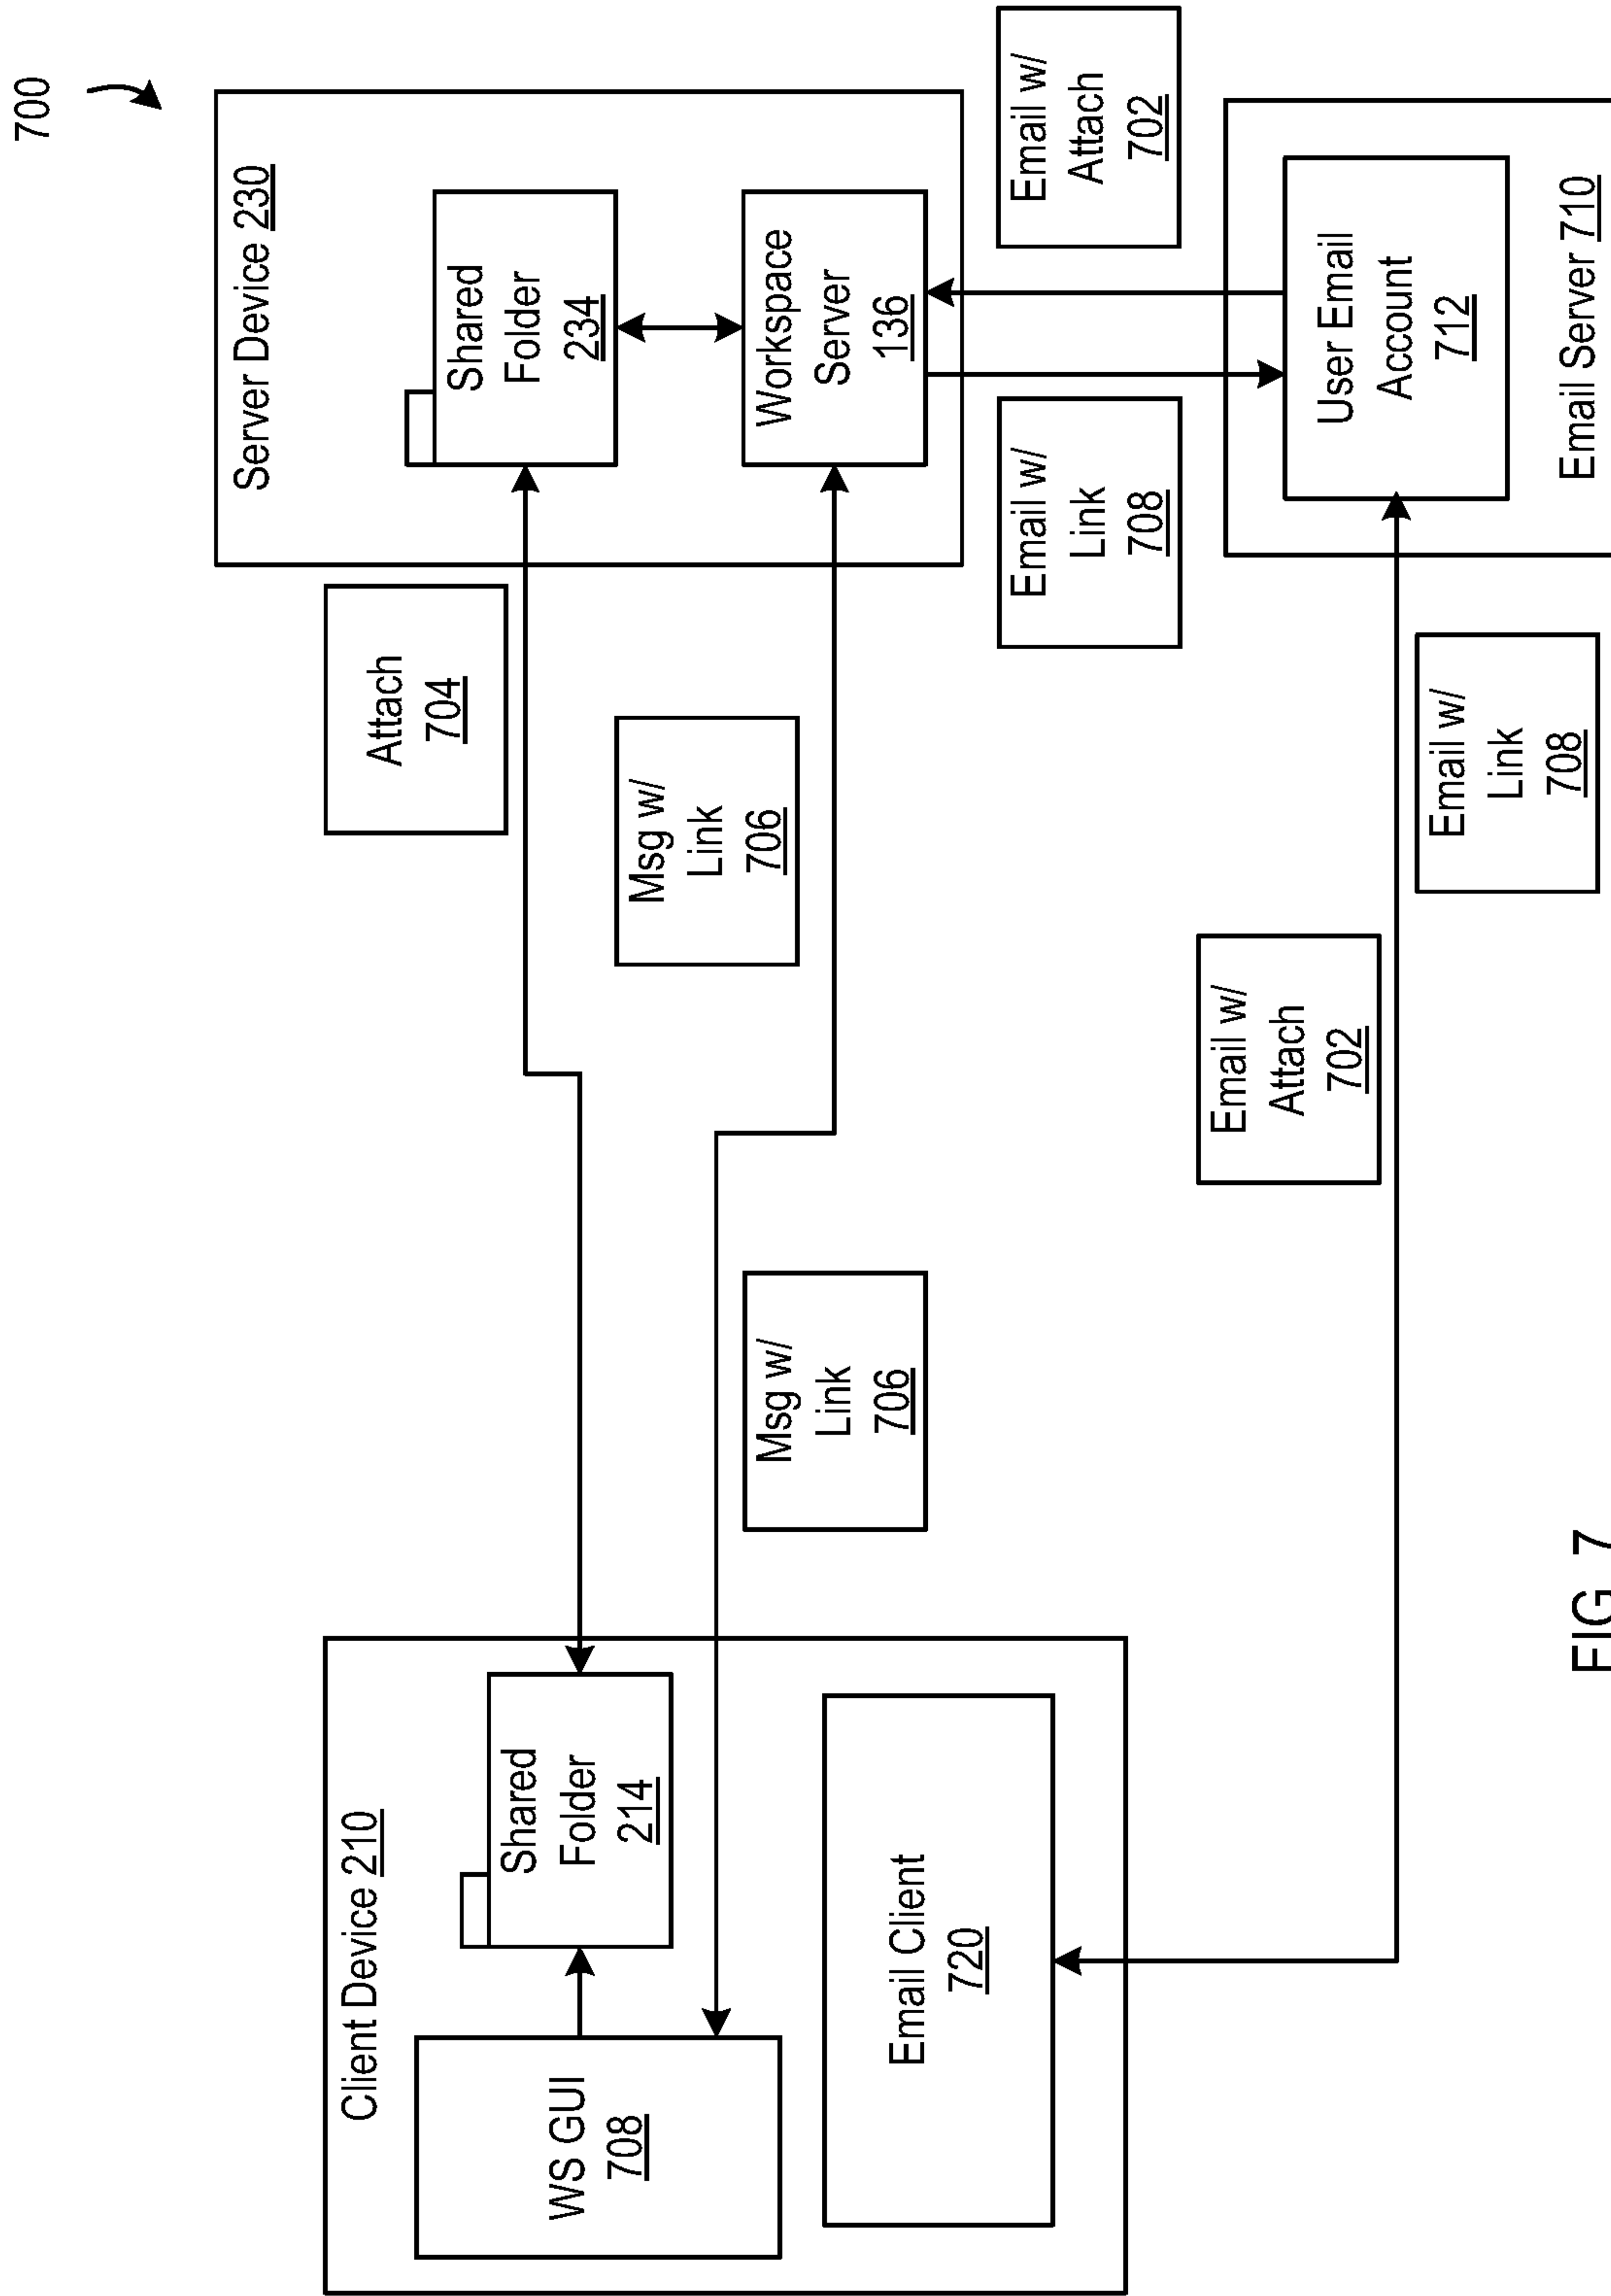 700
Server Device 230
Shared
Folder
234
Workspace
Server
136
Attach
704
Msg w/
Link
706
Msg w/
Link
706
Client Device 210
WS GUI
708
Shared
Folder
214
Email Client
720
Email w/
Attach
702
Email w/
Link
708
Email w/
Attach
702
Email w/
Link
708
User Email
Account
712
Email Server 710
FIG. 7